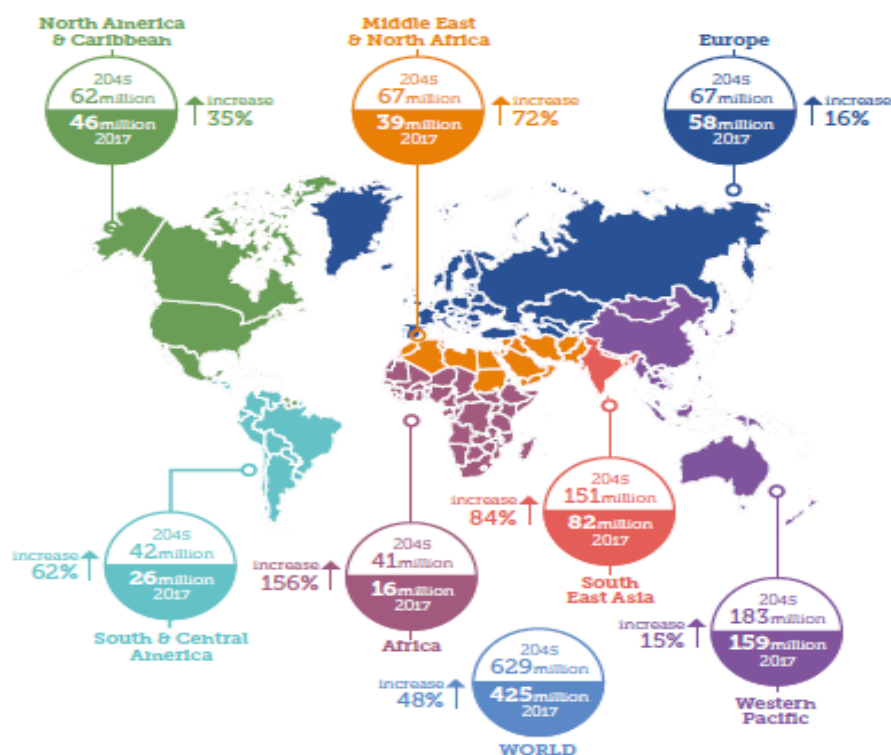 North America
& Caribbean
2045
62million
46million
2017
increase
35%
Middle East
& North Africa
2045
67million
39million
2017
increase
72%
Europe
2045
67million
58million
2017
increase
16%
2045
42million
26million
2017
increase
62%
South & Central
America
2045
41million
16million
2017
increase
156%
Africa
2045
151million
82million
2017
increase
84%
South
East Asia
2045
183million
159million
2017
increase
15%
Western
Pacific
2045
629million
425million
2017
increase
48%
WORLD